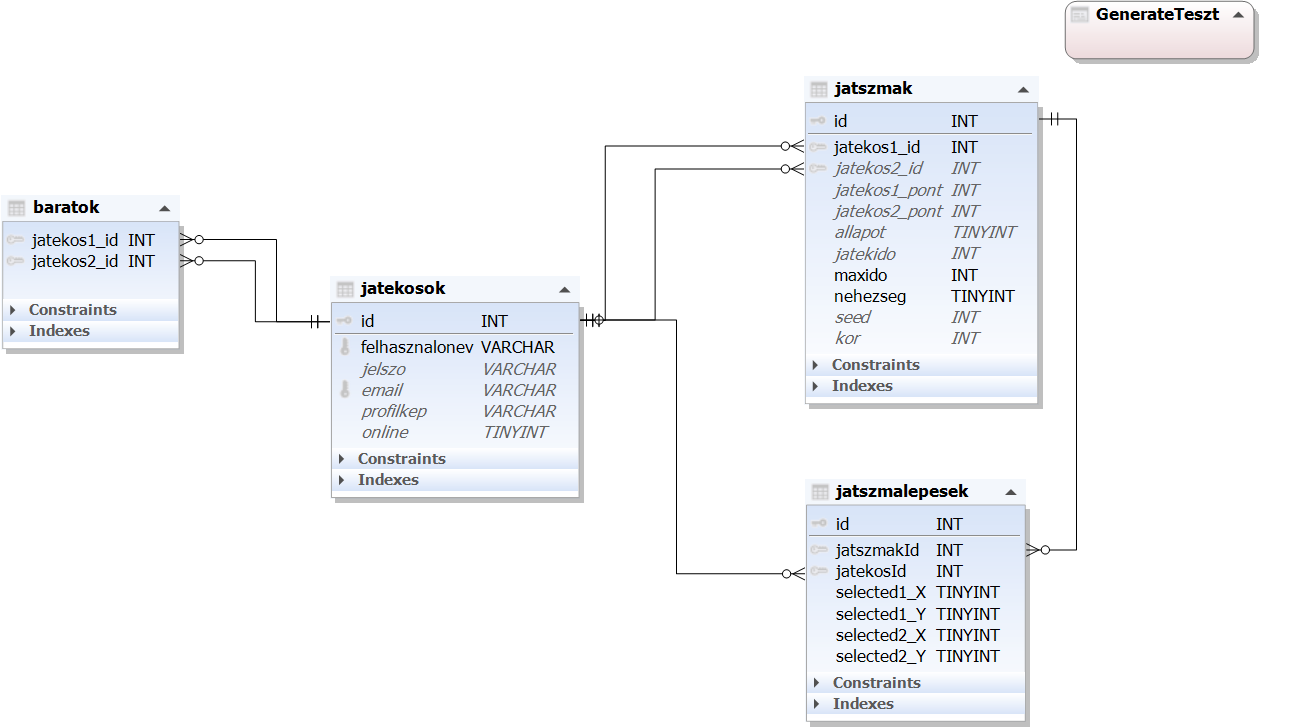 GenerateTeszt
jatszmak
id INT
jatekos1_id INT
jatekos2_id INT
jatekos1_pont INT
jatekos2_pont INT
allapot TINYINT
jatekido INT
maxido INT
nehezseg TINYINT
seed INT
kor INT
Constraints
Indexes
baratok
jatekos1_id INT
jatekos2_id INT
Constraints
Indexes
jatekosok
id INT
felhasznalonev VARCHAR
jelszo VARCHAR
email VARCHAR
profilkep VARCHAR
online TINYINT
Constraints
Indexes
jatszmalepesek
id INT
jatszmakId INT
jatekosId INT
selected1_X TINYINT
selected1_Y TINYINT
selected2_X TINYINT
selected2_Y TINYINT
Constraints
Indexes